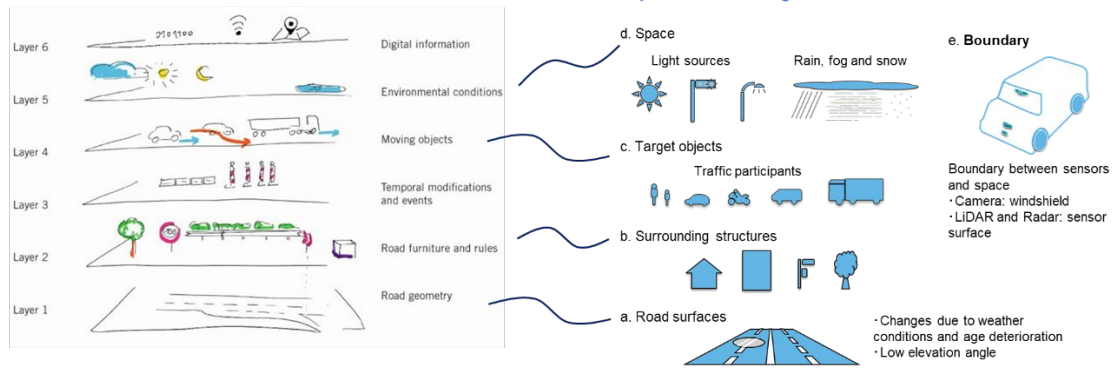 Layer 6
Digital information
Layer 5
Environmental conditions
Layer 4
Moving objects
Layer 3
Temporal modifications
and events
Layer 2
Road furniture and rules
100
Layer 1
Road geometry
d. Space
Light sources
Rain, fog and snow
c. Target objects
Traffic participants
b. Surrounding structures
a. Road surfaces
・Changes due to weather
conditions and age deterioration
・Low elevation angle
e. Boundary
Boundary between sensors
and space
・Camera: windshield
・LiDAR and Radar: sensor
surface